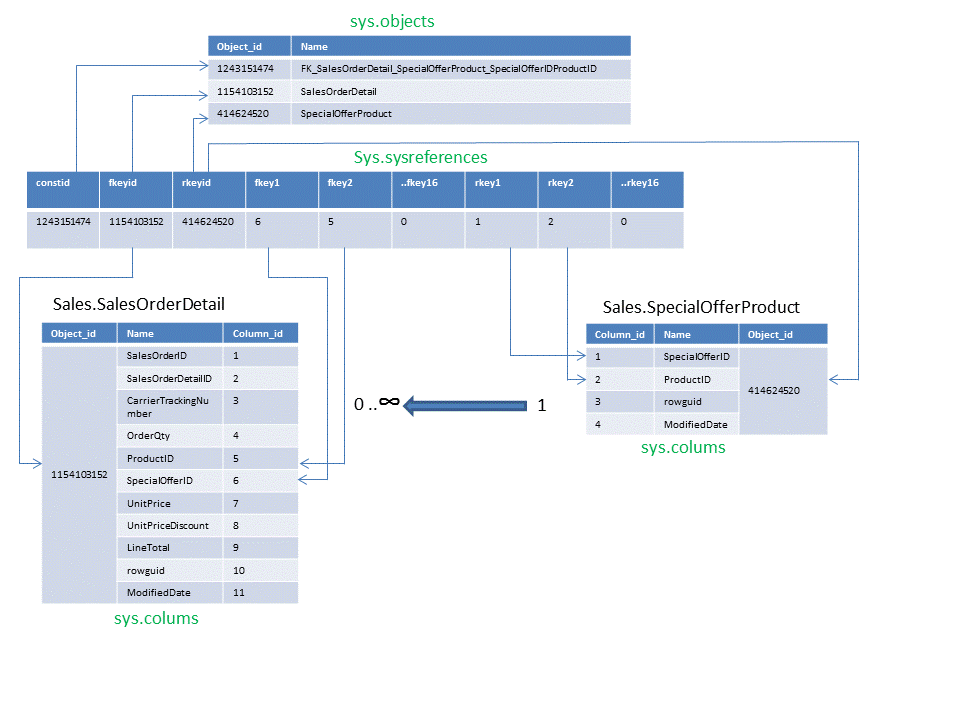 sys.objects
Object_id Name
1243151474 FK_SalesOrderDetail_SpecialOfferProduct_SpecialOfferIDProductID
1154103152 SalesOrderDetail
414624520 SpecialOfferProduct
Sys.sysreferences
constid fkeyid rkeyid fkey1 fkey2 ..fkey16 rkey1 rkey2 ..rkey16
1243151474 1154103152 414624520 6 5 0 1 2 0
Sales.SalesOrderDetail
Object_id Name Column_id
1154103152
SalesOrderID 1
SalesOrderDetailID 2
CarrierTrackingNu
mber 3
OrderQty 4
ProductID 5
SpecialOfferID 6
UnitPrice 7
UnitPriceDiscount 8
LineTotal 9
rowguid 10
ModifiedDate 11
sys.colums
0 ..∞ 1
Sales.SpecialOfferProduct
Column_id Name Object_id
1 SpecialOfferID
2 ProductID
3 rowguid
4 ModifiedDate
414624520
sys.colums